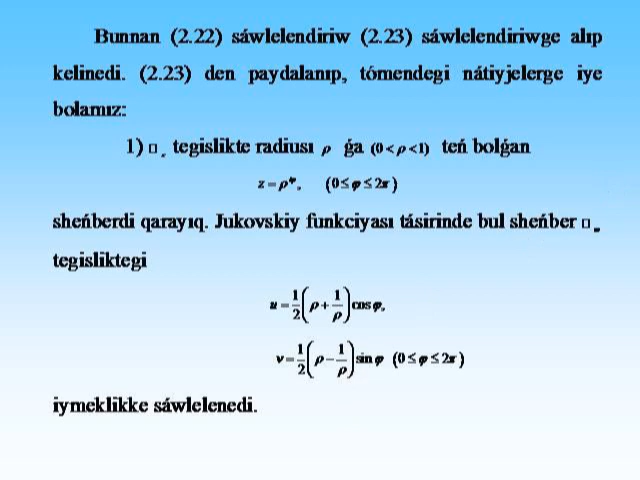 Bunnan (2.22) sáwlelendiriw (2.23) sáwlelendiriwge alıp
kelinedi. (2.23) den paydalanıp, tómendegi nátiyjelerge iye
bolamız:
1) □ z tegislikte radiusı ρ ǵa (0 < ρ < 1) teń bolǵan
z = ρ^{iφ}, (0 ≤ φ ≤ 2π)
sheńberdi qarayıq. Jukovskiy funkciyası tásirinde bul sheńber □ w
tegisliktegi
u = 1/2 (ρ + 1/ρ) cos φ,
v = 1/2 (ρ − 1/ρ) sin φ (0 ≤ φ ≤ 2π)
iymeklikke sáwlelenedi.